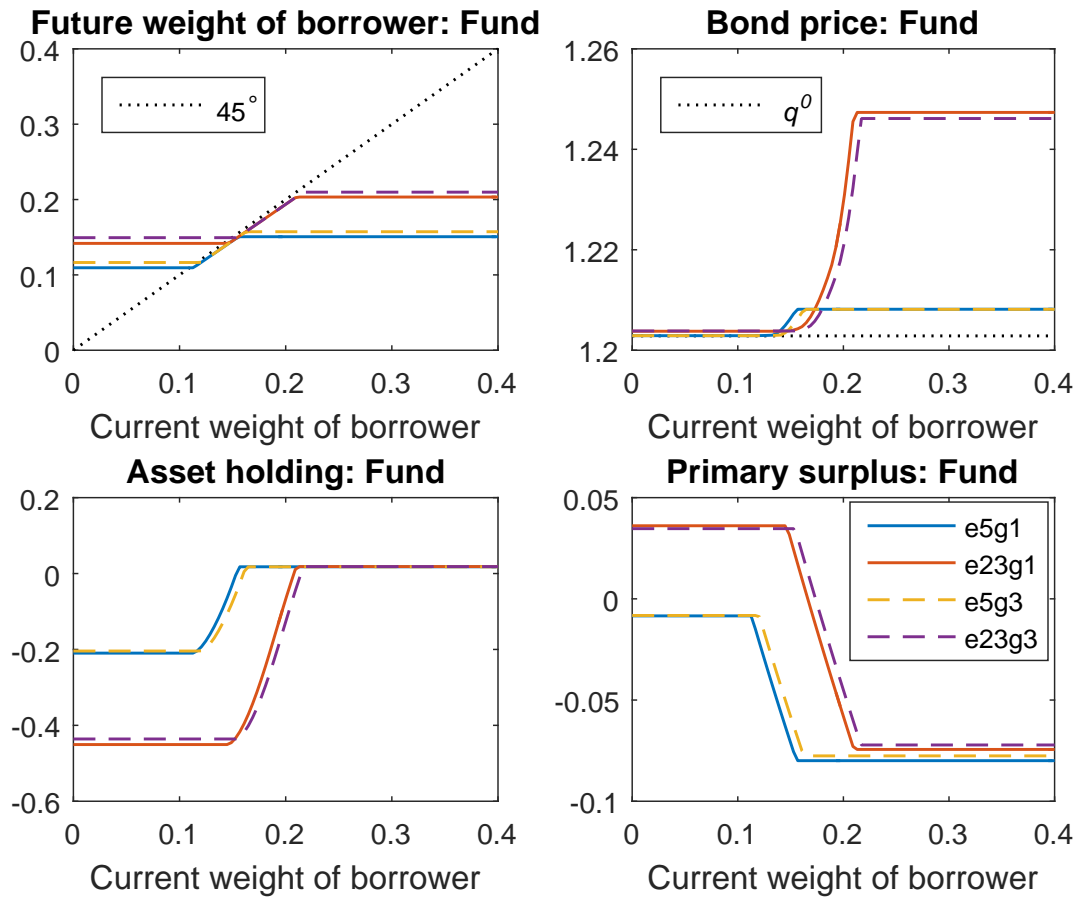 Future weight of borrower: Fund
0.4
0.3
0.2
0.1
0
45°
0 0.1 0.2 0.3 0.4
Current weight of borrower
Bond price: Fund
1.26
1.24
1.22
1.2
q⁰
0 0.1 0.2 0.3 0.4
Current weight of borrower
Asset holding: Fund
0.2
0
-0.2
-0.4
-0.6
0 0.1 0.2 0.3 0.4
Current weight of borrower
Primary surplus: Fund
0.05
0
-0.05
-0.1
e5g1
e23g1
e5g3
e23g3
0 0.1 0.2 0.3 0.4
Current weight of borrower